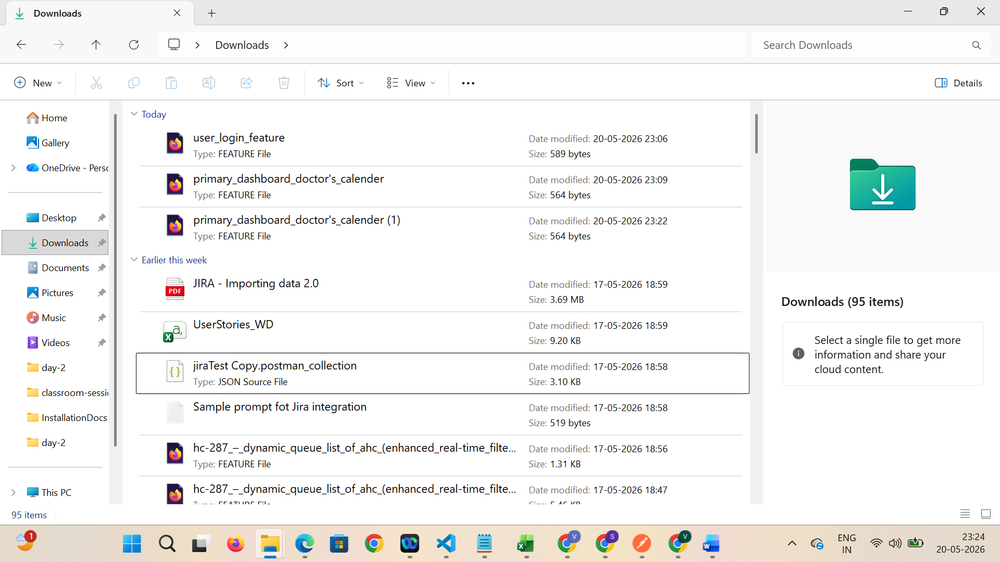 Downloads
Downloads
Search Downloads
New
Sort
View
Details
Home
Gallery
OneDrive - Persc
Desktop
Downloads
Documents
Pictures
Music
Videos
day-2
classroom-sessi
InstallationDocs
day-2
This PC
Today
user_login_feature
Type: FEATURE File
Date modified: 20-05-2026 23:06
Size: 589 bytes
primary_dashboard_doctor's_calender
Type: FEATURE File
Date modified: 20-05-2026 23:09
Size: 564 bytes
primary_dashboard_doctor's_calender (1)
Type: FEATURE File
Date modified: 20-05-2026 23:22
Size: 564 bytes
Earlier this week
PDF
JIRA - Importing data 2.0
Date modified: 17-05-2026 18:59
Size: 3.69 MB
UserStories_WD
Date modified: 17-05-2026 18:59
Size: 9.20 KB
jiraTest Copy.postman_collection
Type: JSON Source File
Date modified: 17-05-2026 18:58
Size: 3.10 KB
Sample prompt fot Jira integration
Date modified: 17-05-2026 18:58
Size: 519 bytes
hc-287_–_dynamic_queue_list_of_ahc_(enhanced_real-time_filte...
Type: FEATURE File
Date modified: 17-05-2026 18:56
Size: 1.31 KB
hc-287_–_dynamic_queue_list_of_ahc_(enhanced_real-time_filte...
Type: FEATURE File
Date modified: 17-05-2026 18:47
Size: 5.46 KB
Downloads (95 items)
Select a single file to get more
information and share your
cloud content.
95 items
1
V
S
V
ENG
IN
23:24
20-05-2026